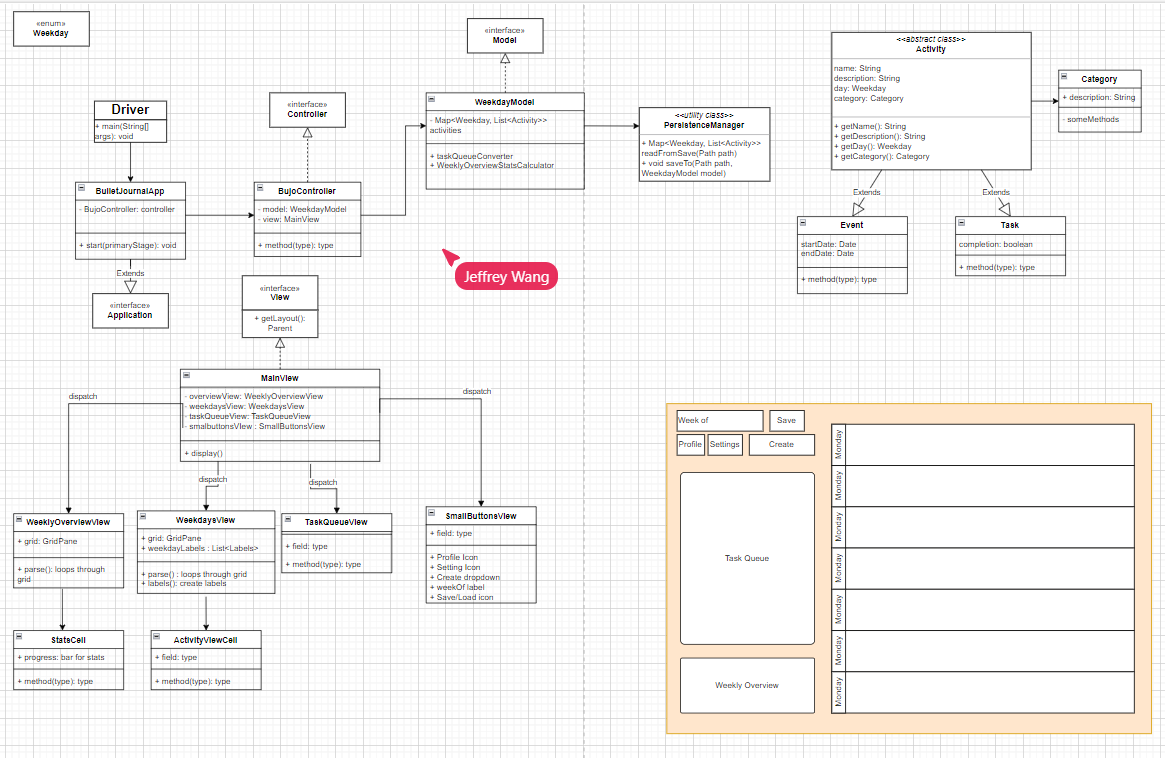 «enum»
Weekday
«interface»
Model
<<abstract class>>
Activity
name: String
description: String
day: Weekday
category: Category
+ getName(): String
+ getDescription(): String
+ getDay(): Weekday
+ getCategory(): Category
Category
+ description: String
- someMethods
Driver
+ main(String[]
args): void
«interface»
Controller
WeekdayModel
- Map<Weekday, List<Activity>>
activities
+ taskQueueConverter
+ WeeklyOverviewStatsCalculator
<<utility class>>
PersistenceManager
+ Map<Weekday, List<Activity>>
readFromSave(Path path)
+ void saveTo(Path path,
WeekdayModel model)
BulletJournalApp
- BujoController: controller
+ start(primaryStage): void
BujoController
- model: WeekdayModel
- view: MainView
+ method(type): type
Extends
Extends
Event
startDate: Date
endDate: Date
+ method(type): type
Task
completion: boolean
+ method(type): type
Jeffrey Wang
Extends
«interface»
Application
«interface»
View
+ getLayout():
Parent
MainView
- overviewView: WeeklyOverviewView
- weekdaysView: WeekdaysView
- taskQueueView: TaskQueueView
- smalbuttonsView : SmallButtonsView
+ display()
dispatch
dispatch
dispatch
dispatch
WeeklyOverviewView
+ grid: GridPane
+ parse(): loops through
grid
WeekdaysView
+ grid: GridPane
+ weekdayLabels : List<Labels>
+ parse() : loops through grid
+ labels(): create labels
TaskQueueView
+ field: type
+ method(type): type
SmallButtonsView
+ field: type
+ Profile Icon
+ Setting Icon
+ Create dropdown
+ weekOf label
+ Save/Load icon
StatsCell
+ progress: bar for stats
+ method(type): type
ActivityViewCell
+ field: type
+ method(type): type
Week of
Save
Profile
Settings
Create
Task Queue
Weekly Overview
Monday
Monday
Monday
Monday
Monday
Monday
Monday